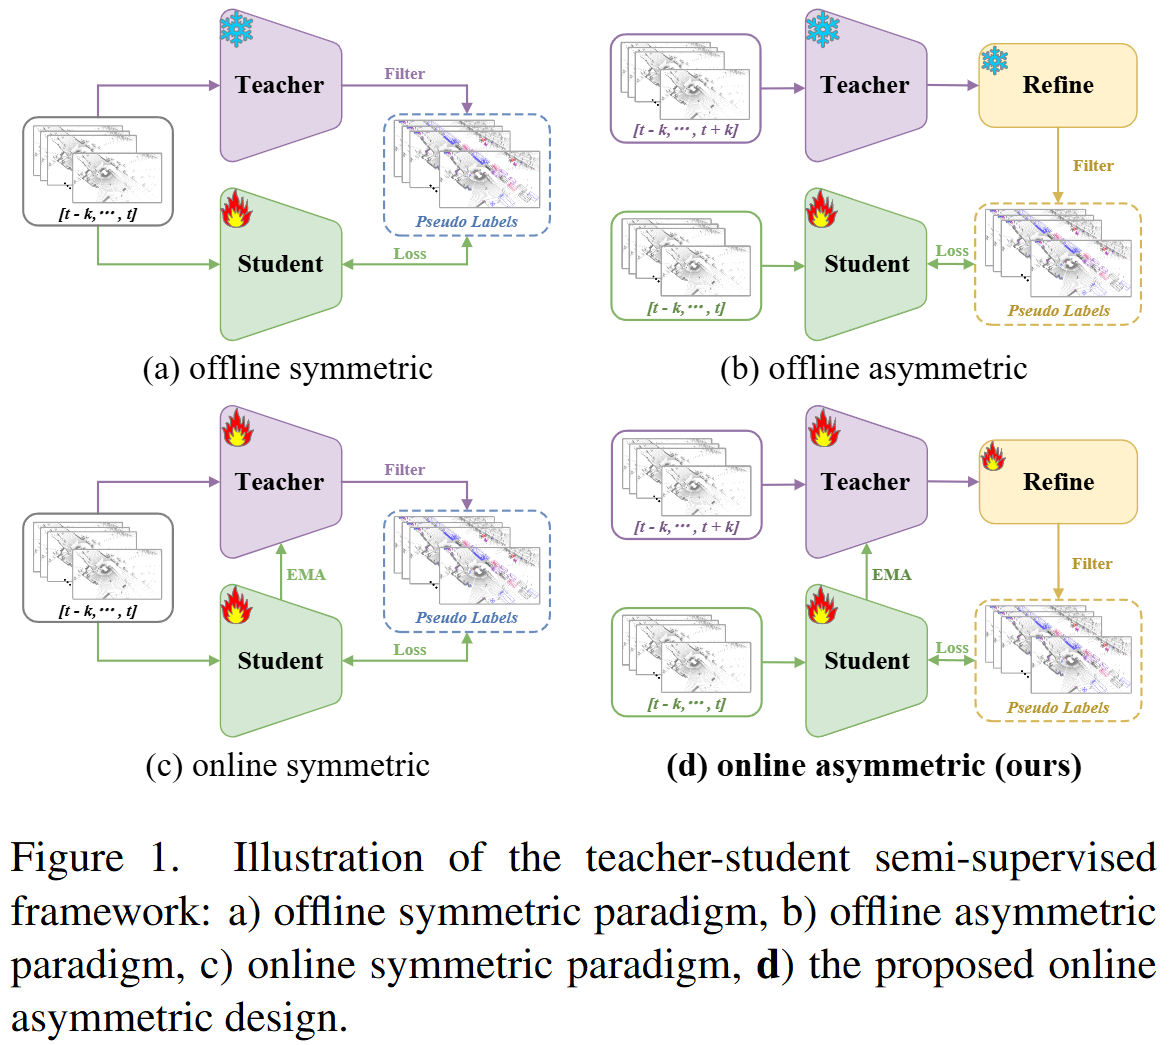 Teacher
Filter
[t - k, ··· , t]
Pseudo Labels
Student
Loss
(a) offline symmetric
[t - k, ··· , t + k]
Teacher
Refine
Filter
[t - k, ··· , t]
Student
Loss
Pseudo Labels
(b) offline asymmetric
Teacher
Filter
[t - k, ··· , t]
EMA
Pseudo Labels
Student
Loss
(c) online symmetric
[t - k, ··· , t + k]
Teacher
Refine
EMA
Filter
[t - k, ··· , t]
Student
Loss
Pseudo Labels
(d) online asymmetric (ours)
Figure 1. Illustration of the teacher-student semi-supervised
framework: a) offline symmetric paradigm, b) offline asymmetric
paradigm, c) online symmetric paradigm, d) the proposed online
asymmetric design.